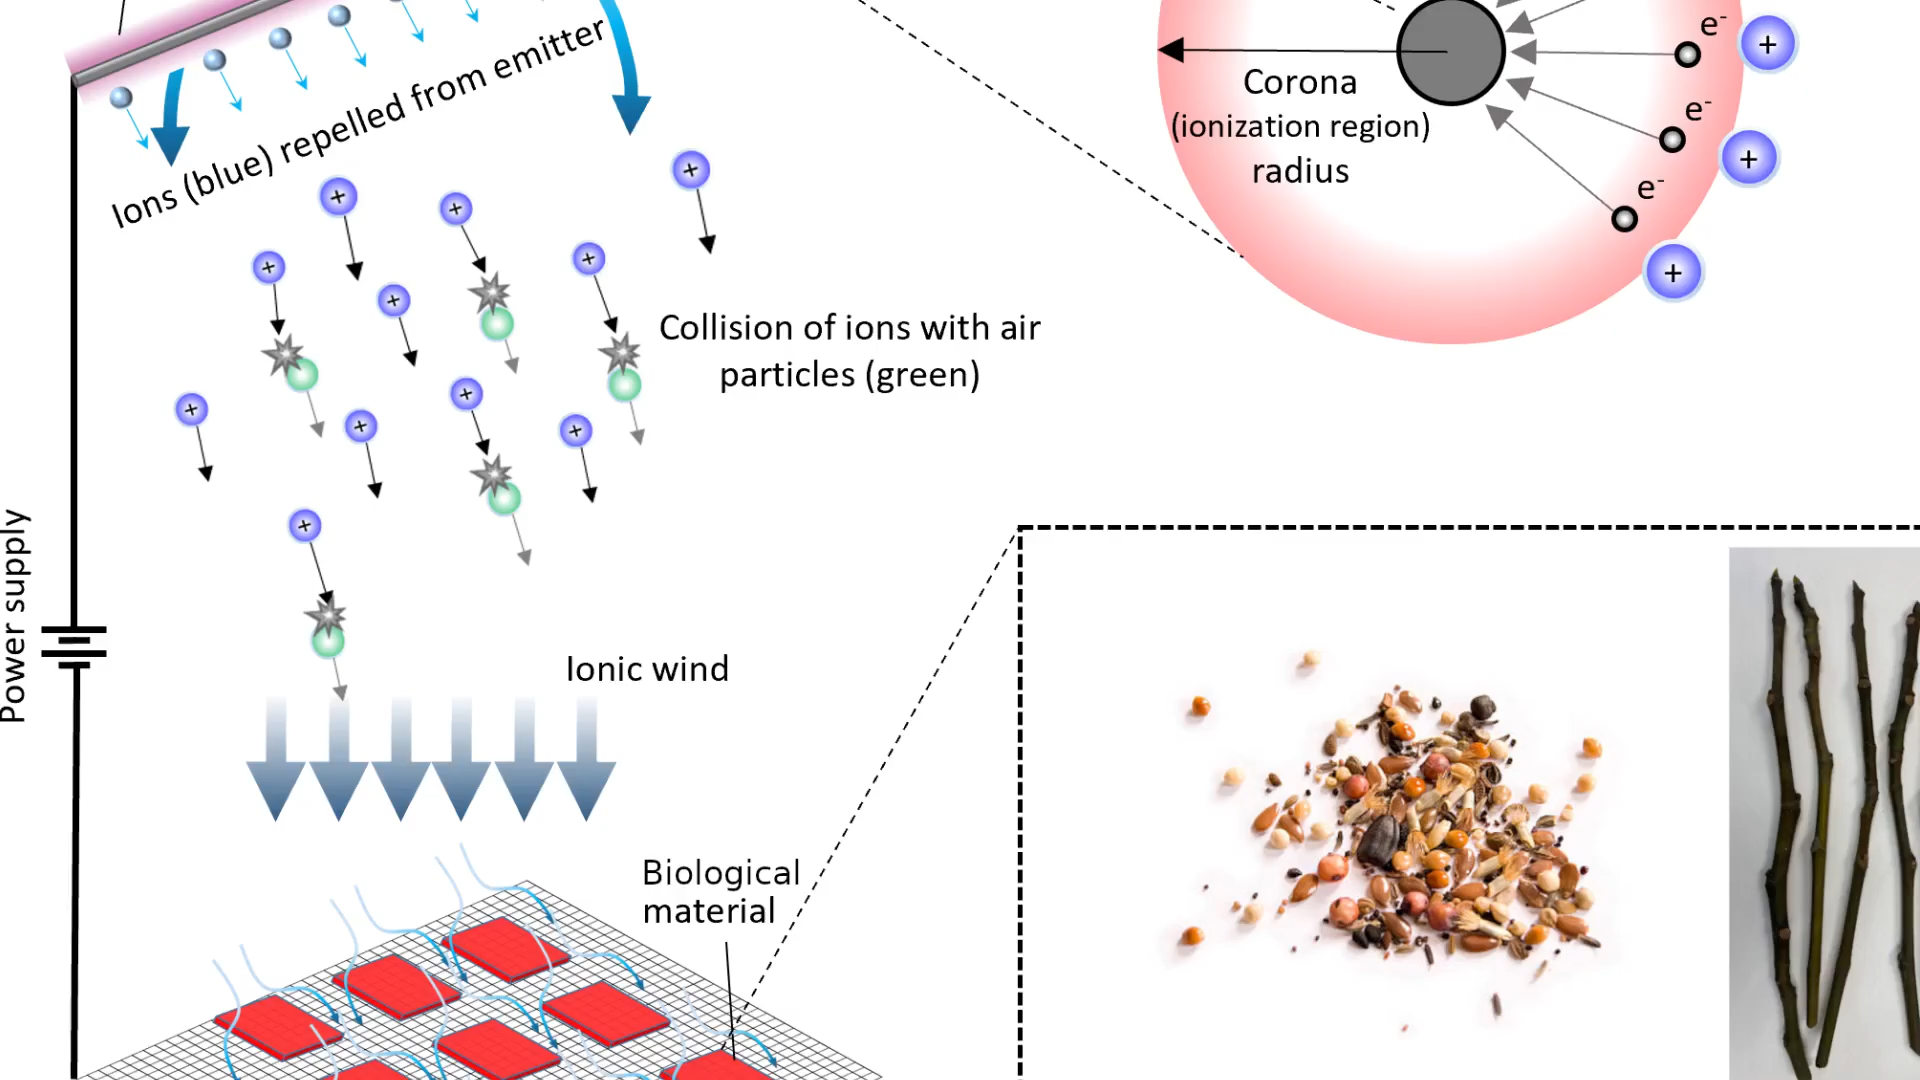 Ions (blue) repelled from emitter
Corona
(ionization region)
radius
e-
e-
e-
+
+
+
+
+
+
+
+
+
+
+
+
+
+
Collision of ions with air
particles (green)
Power supply
Ionic wind
Biological
material